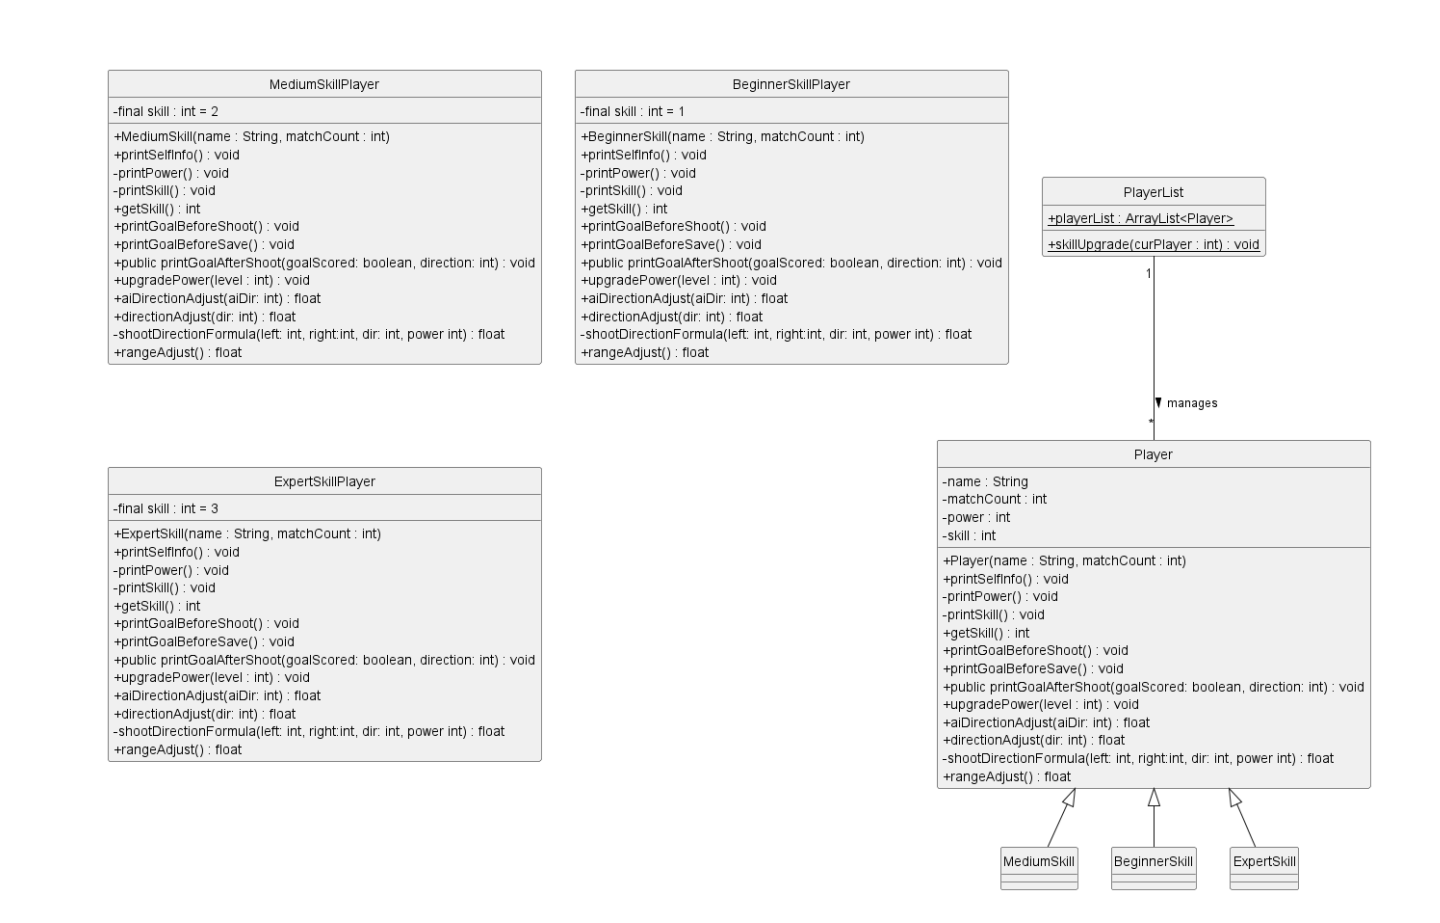 MediumSkillPlayer
-final skill : int = 2
+MediumSkill(name : String, matchCount : int)
+printSelfInfo() : void
-printPower() : void
-printSkill() : void
+getSkill() : int
+printGoalBeforeShoot() : void
+printGoalBeforeSave() : void
+public printGoalAfterShoot(goalScored: boolean, direction: int) : void
+upgradePower(level : int) : void
+aiDirectionAdjust(aiDir: int) : float
+directionAdjust(dir: int) : float
-shootDirectionFormula(left: int, right:int, dir: int, power int) : float
+rangeAdjust() : float
BeginnerSkillPlayer
-final skill : int = 1
+BeginnerSkill(name : String, matchCount : int)
+printSelfInfo() : void
-printPower() : void
-printSkill() : void
+getSkill() : int
+printGoalBeforeShoot() : void
+printGoalBeforeSave() : void
+public printGoalAfterShoot(goalScored: boolean, direction: int) : void
+upgradePower(level : int) : void
+aiDirectionAdjust(aiDir: int) : float
+directionAdjust(dir: int) : float
-shootDirectionFormula(left: int, right:int, dir: int, power int) : float
+rangeAdjust() : float
PlayerList
+playerList : ArrayList<Player>
+skillUpgrade(curPlayer : int) : void
1
manages
*
ExpertSkillPlayer
-final skill : int = 3
+ExpertSkill(name : String, matchCount : int)
+printSelfInfo() : void
-printPower() : void
-printSkill() : void
+getSkill() : int
+printGoalBeforeShoot() : void
+printGoalBeforeSave() : void
+public printGoalAfterShoot(goalScored: boolean, direction: int) : void
+upgradePower(level : int) : void
+aiDirectionAdjust(aiDir: int) : float
+directionAdjust(dir: int) : float
-shootDirectionFormula(left: int, right:int, dir: int, power int) : float
+rangeAdjust() : float
Player
-name : String
-matchCount : int
-power : int
-skill : int
+Player(name : String, matchCount : int)
+printSelfInfo() : void
-printPower() : void
-printSkill() : void
+getSkill() : int
+printGoalBeforeShoot() : void
+printGoalBeforeSave() : void
+public printGoalAfterShoot(goalScored: boolean, direction: int) : void
+upgradePower(level : int) : void
+aiDirectionAdjust(aiDir: int) : float
+directionAdjust(dir: int) : float
-shootDirectionFormula(left: int, right:int, dir: int, power int) : float
+rangeAdjust() : float
MediumSkill
BeginnerSkill
ExpertSkill